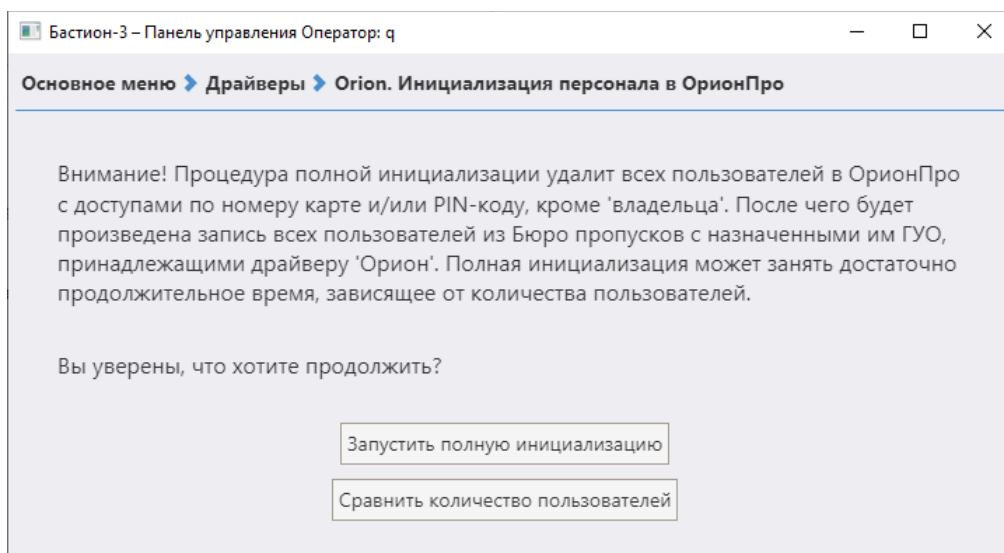 Бастион-3 – Панель управления Оператор: q
Основное меню Драйверы Orion. Инициализация персонала в ОрионПро
Внимание! Процедура полной инициализации удалит всех пользователей в ОрионПро
с доступами по номеру карте и/или PIN-коду, кроме 'владельца'. После чего будет
произведена запись всех пользователей из Бюро пропусков с назначенными им ГУО,
принадлежащими драйверу 'Орион'. Полная инициализация может занять достаточно
продолжительное время, зависящее от количества пользователей.
Вы уверены, что хотите продолжить?
Запустить полную инициализацию
Сравнить количество пользователей